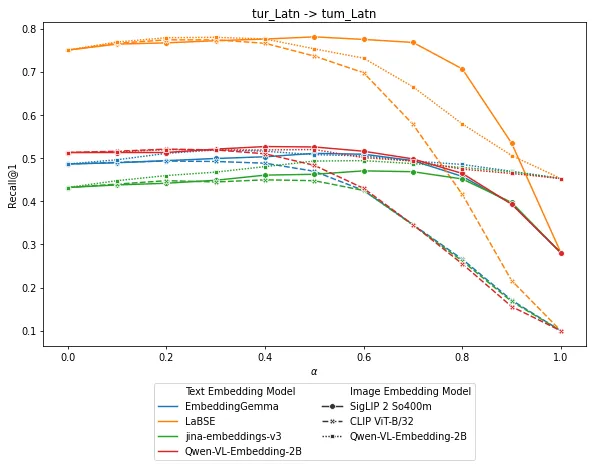 tur_Latn -> tum_Latn
Recall@1
0.8
0.7
0.6
0.5
0.4
0.3
0.2
0.1
0.0 0.2 0.4 0.6 0.8 1.0
α
Text Embedding Model
EmbeddingGemma
LaBSE
jina-embeddings-v3
Qwen-VL-Embedding-2B
Image Embedding Model
SigLIP 2 So400m
CLIP ViT-B/32
Qwen-VL-Embedding-2B